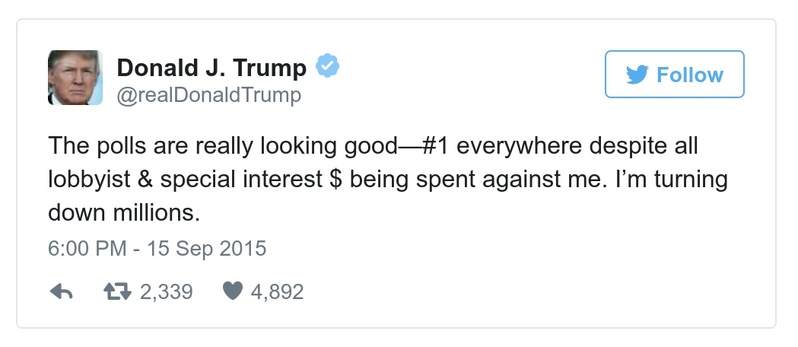 Donald J. Trump
@realDonaldTrump
Follow
The polls are really looking good—#1 everywhere despite all
lobbyist & special interest $ being spent against me. I’m turning
down millions.
6:00 PM - 15 Sep 2015
2,339 4,892